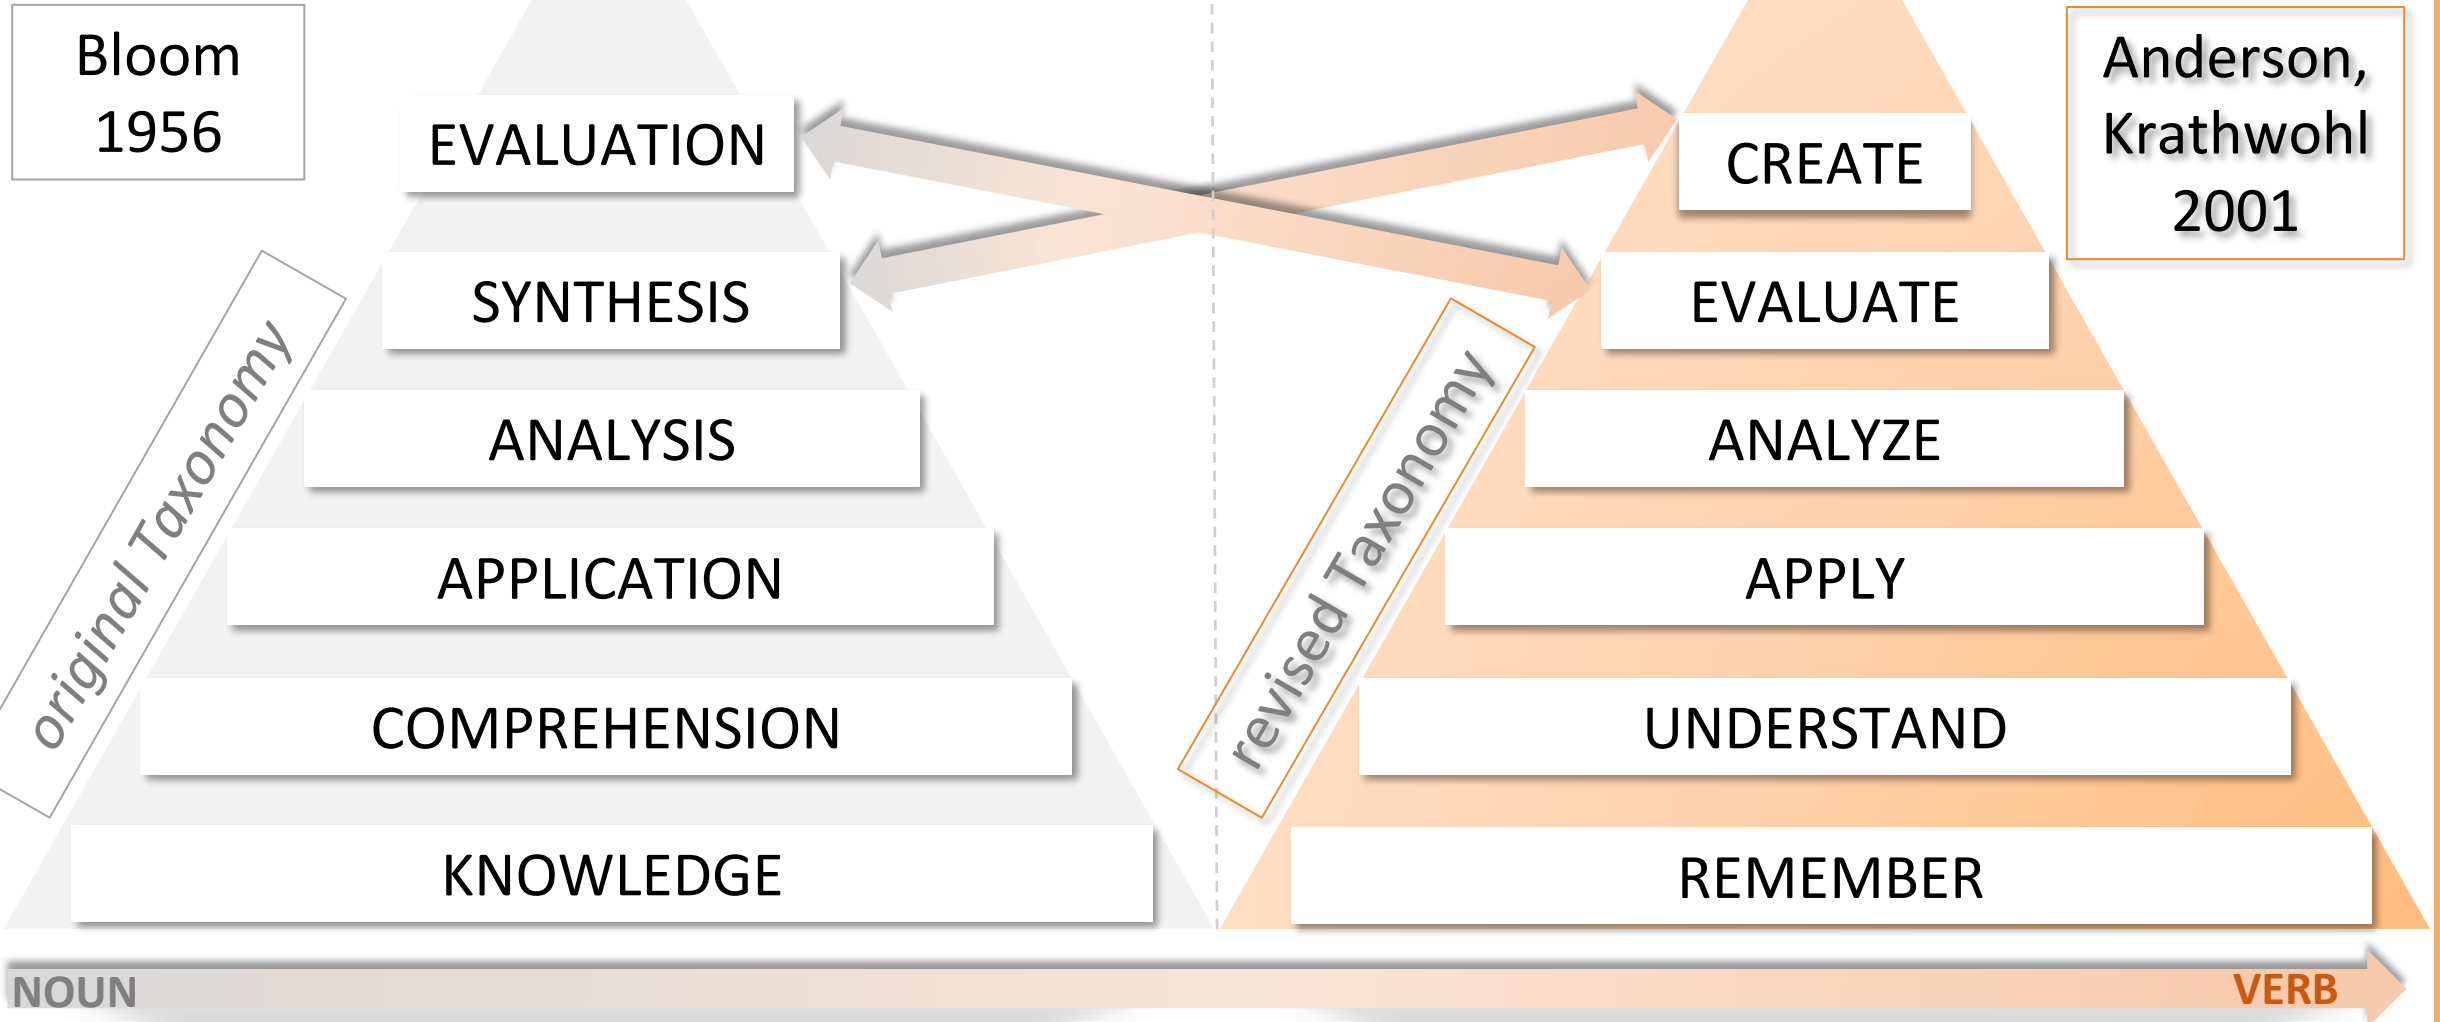 Bloom
1956
EVALUATION
SYNTHESIS
ANALYSIS
APPLICATION
COMPREHENSION
KNOWLEDGE
original Taxonomy
Anderson,
Krathwohl
2001
CREATE
EVALUATE
ANALYZE
APPLY
UNDERSTAND
REMEMBER
revised Taxonomy
NOUN
VERB